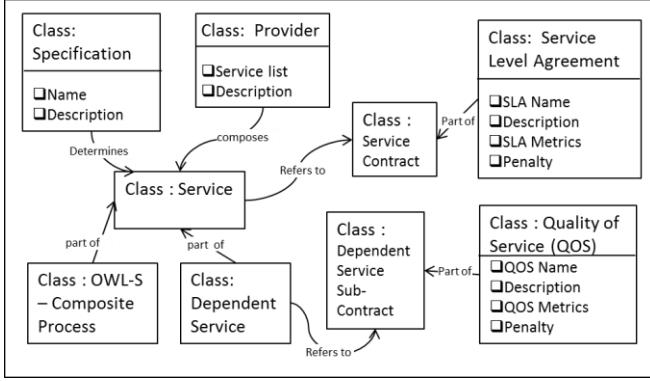 Class:
Specification
❑Name
❑Description
Class: Provider
❑Service list
❑Description
Class: Service
Level Agreement
❑SLA Name
❑Description
❑SLA Metrics
❑Penalty
Class :
Service
Contract
Part of
composes
Determines
Refers to
Class : Service
Class :
Dependent
Service
Sub-
Contract
Class : Quality of
Service (QOS)
❑QOS Name
❑Description
❑QOS Metrics
❑Penalty
part of
part of
Part of
Class : OWL-S
– Composite
Process
Class:
Dependent
Service
Refers to